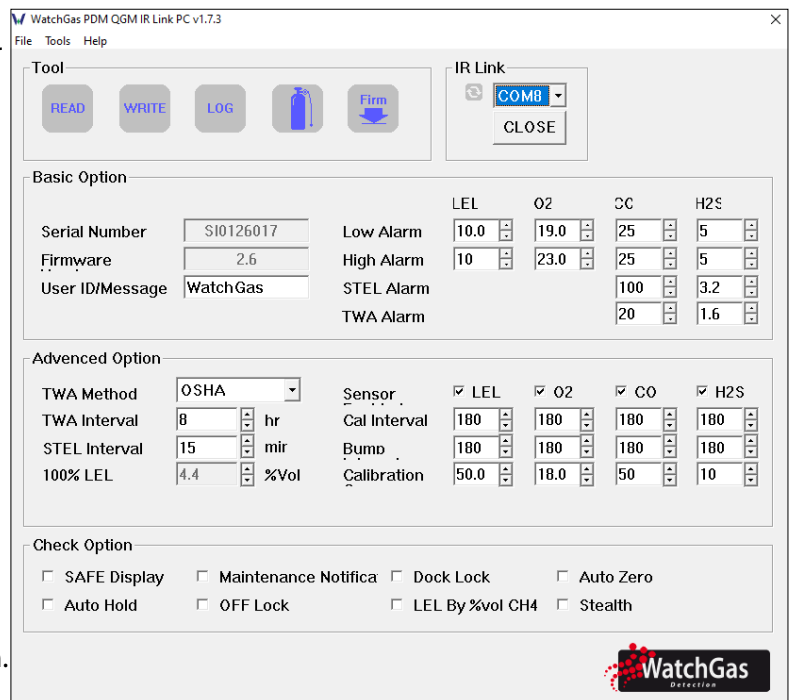 WatchGas PDM QGM IR Link PC v1.7.3
File Tools Help
Tool
READ WRITE LOG Firm
IR Link
COM8
CLOSE
Basic Option
LEL O2 CC H2S
Serial Number SI0126017 Low Alarm 10.0 19.0 25 5
Firmware 2.6 High Alarm 10 23.0 25 5
User ID/Message WatchGas STEL Alarm 100 3.2
TWA Alarm 20 1.6
Advanced Option
TWA Method OSHA Sensor LEL O2 CO H2S
TWA Interval 8 hr Cal Interval 180 180 180 180
STEL Interval 15 mir Bump 180 180 180 180
100% LEL 4.4 %Vol Calibration 50.0 18.0 50 10
Check Option
SAFE Display Maintenance Notifica Dock Lock Auto Zero
Auto Hold OFF Lock LEL By %vol CH4 Stealth
WatchGas
Detection